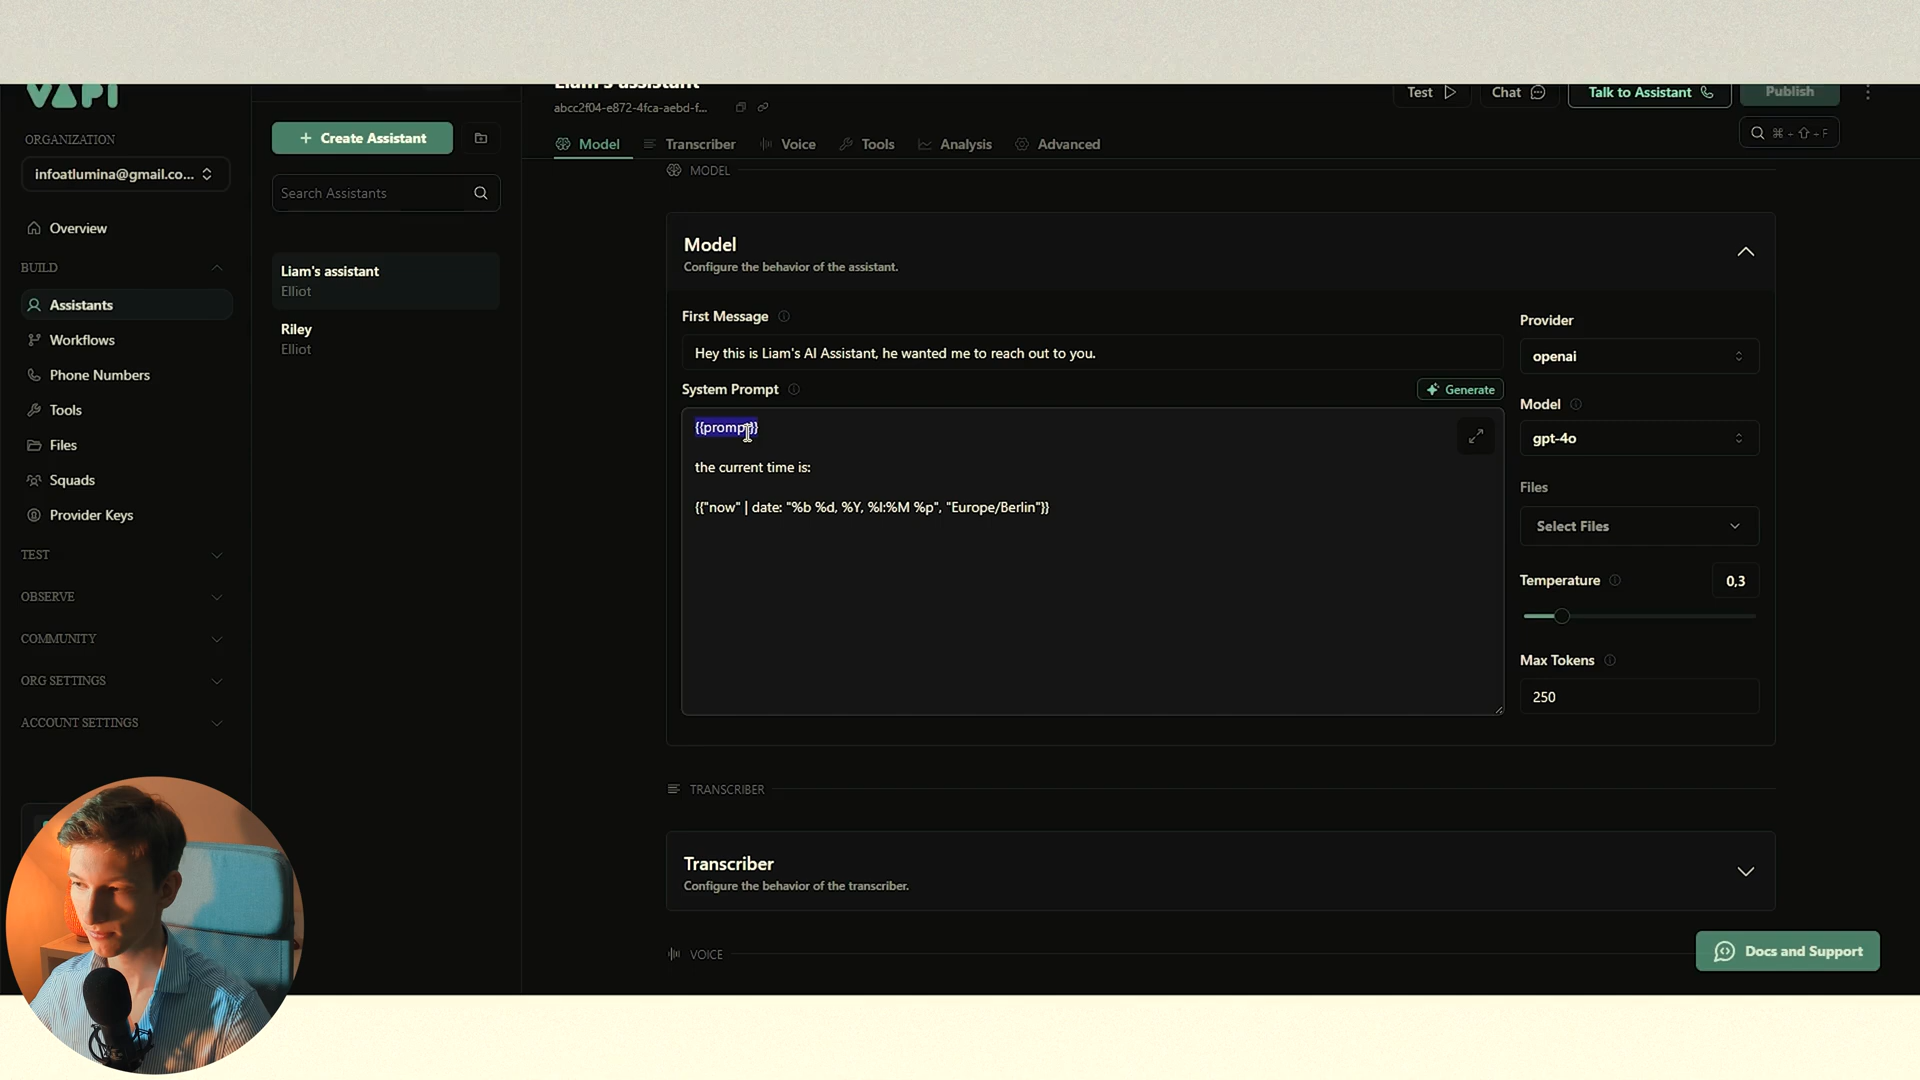 VAPI
ORGANIZATION
infoatlumina@gmail.co...
Overview
BUILD
Assistants
Workflows
Phone Numbers
Tools
Files
Squads
Provider Keys
TEST
OBSERVE
COMMUNITY
ORG SETTINGS
ACCOUNT SETTINGS
+ Create Assistant
Search Assistants
Liam's assistant
Elliot
Riley
Elliot
Liam's assistant
abcc2f04-e872-4fca-aebd-f...
Test
Chat
Talk to Assistant
Publish
⌘ + ⇧ + F
Model
Transcriber
Voice
Tools
Analysis
Advanced
MODEL
Model
Configure the behavior of the assistant.
First Message
Hey this is Liam's AI Assistant, he wanted me to reach out to you.
System Prompt
Generate
{{prompt}}
the current time is:
{{"now" | date: "%b %d, %Y, %I:%M %p", "Europe/Berlin"}}
Provider
openai
Model
gpt-4o
Files
Select Files
Temperature
0,3
Max Tokens
250
TRANSCRIBER
Transcriber
Configure the behavior of the transcriber.
VOICE
Docs and Support